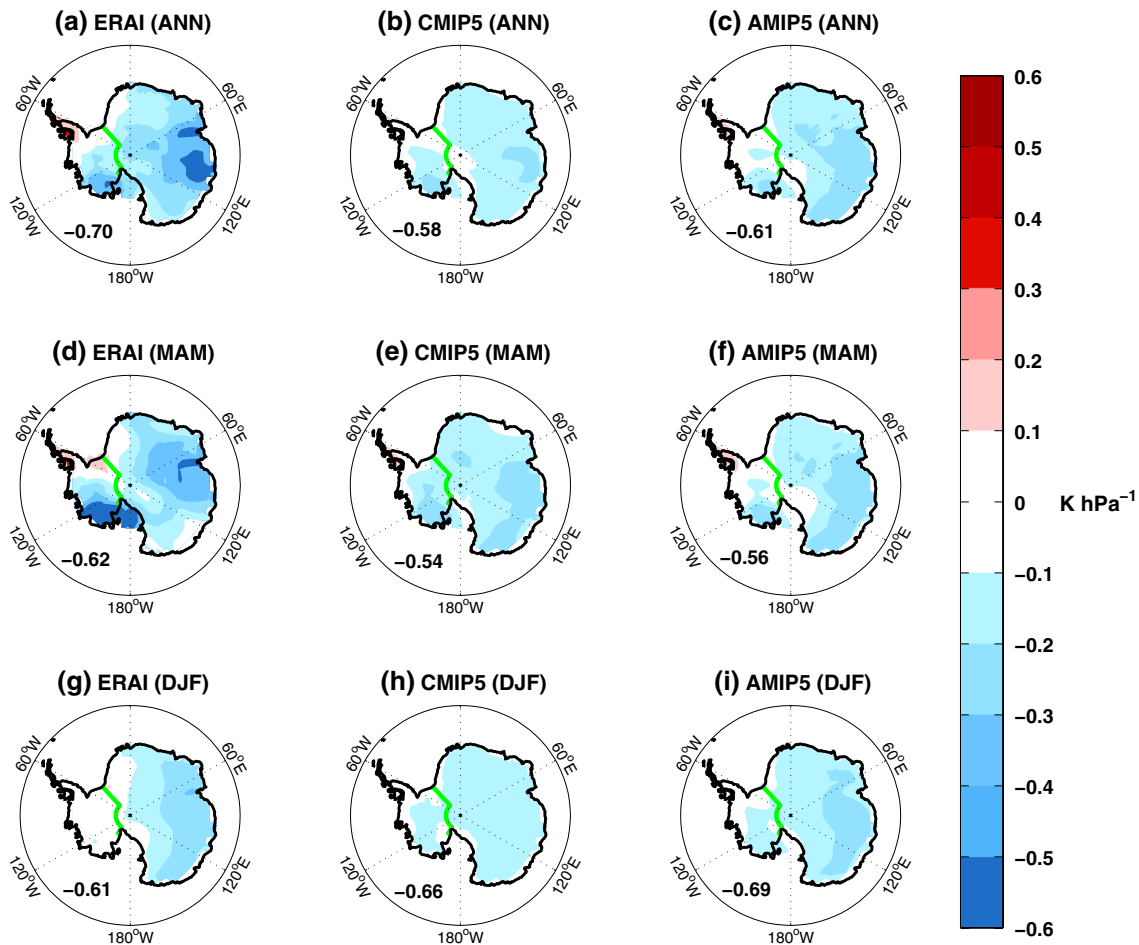 (a) ERAI (ANN)
(b) CMIP5 (ANN)
(c) AMIP5 (ANN)
60°W
60°E
120°W
120°E
180°W
−0.70
60°W
60°E
120°W
120°E
180°W
−0.58
60°W
60°E
120°W
120°E
180°W
−0.61
(d) ERAI (MAM)
(e) CMIP5 (MAM)
(f) AMIP5 (MAM)
60°W
60°E
120°W
120°E
180°W
−0.62
60°W
60°E
120°W
120°E
180°W
−0.54
60°W
60°E
120°W
120°E
180°W
−0.56
(g) ERAI (DJF)
(h) CMIP5 (DJF)
(i) AMIP5 (DJF)
60°W
60°E
120°W
120°E
180°W
−0.61
60°W
60°E
120°W
120°E
180°W
−0.66
60°W
60°E
120°W
120°E
180°W
−0.69
0.6
0.5
0.4
0.3
0.2
0.1
0
−0.1
−0.2
−0.3
−0.4
−0.5
−0.6
K hPa⁻¹